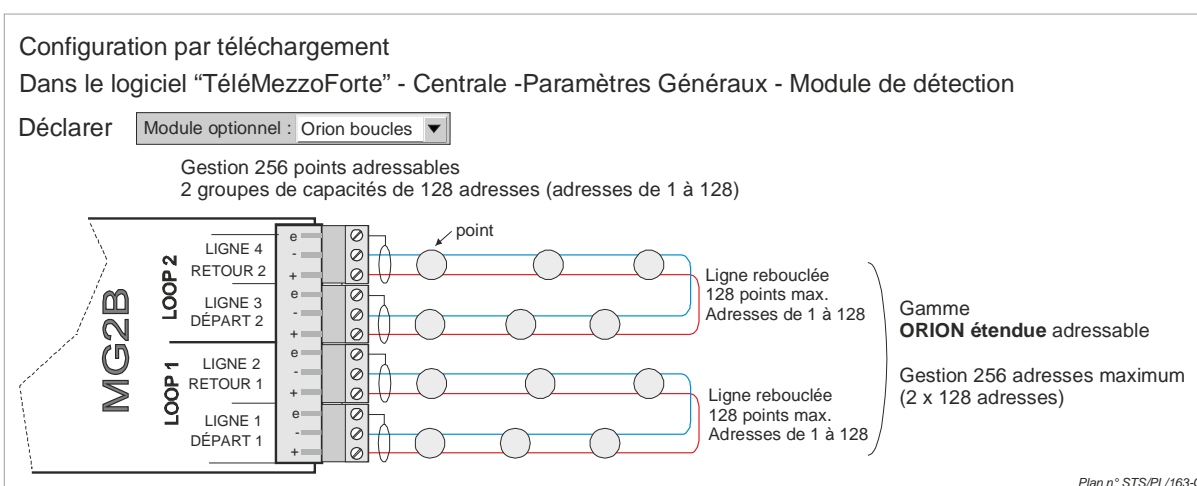 Configuration par téléchargement
Dans le logiciel “TéléMezzoForte” - Centrale -Paramètres Généraux - Module de détection
Déclarer
Module optionnel : Orion boucles
Gestion 256 points adressables
2 groupes de capacités de 128 adresses (adresses de 1 à 128)
MG2B
LOOP 2
LIGNE 4
RETOUR 2
e
-
+
LIGNE 3
DÉPART 2
e
-
+
LOOP 1
LIGNE 2
RETOUR 1
e
-
+
LIGNE 1
DÉPART 1
e
-
+
point
Ligne rebouclée
128 points max.
Adresses de 1 à 128
Ligne rebouclée
128 points max.
Adresses de 1 à 128
Gamme
ORION étendue adressable
Gestion 256 adresses maximum
(2 x 128 adresses)
Plan n° STS/PL/163-